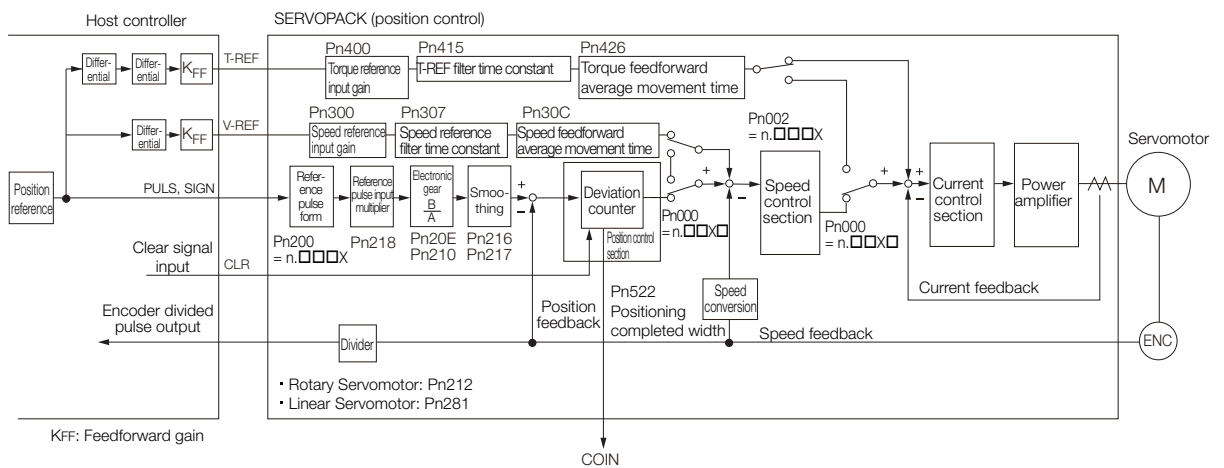 Host controller
SERVOPACK (position control)
Pn400
Pn415
Pn426
Differ-
ential
Differ-
ential
KFF
T-REF
Torque reference
input gain
T-REF filter time constant
Torque feedforward
average movement time
Pn300
Pn307
Pn30C
Pn002
= n.□□□X
Differ-
ential
KFF
V-REF
Speed reference
input gain
Speed reference
filter time constant
Speed feedforward
average movement time
Servomotor
Position
reference
PULS, SIGN
Refer-
ence
pulse
form
Reference
pulse input
multiplier
Electronic
gear
B
A
Smoo-
thing
+
−
Deviation
counter
Position control
section
+
−
Speed
control
section
+
+
−
Current
control
section
Power
amplifier
M
Pn200
= n.□□□X
Pn218
Pn20E
Pn210
Pn216
Pn217
Pn000
= n.□□X□
Pn000
= n.□□X□
Clear signal
input
CLR
Current feedback
Encoder divided
pulse output
Position
feedback
Pn522
Positioning
completed width
Speed
conversion
Speed feedback
Divider
ENC
▪ Rotary Servomotor: Pn212
▪ Linear Servomotor: Pn281
KFF: Feedforward gain
COIN